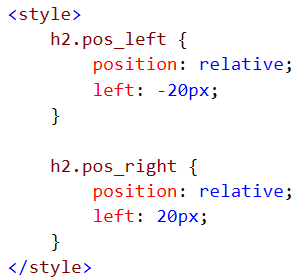 <style>
    h2.pos_left {
        position: relative;
        left: -20px;
    }

    h2.pos_right {
        position: relative;
        left: 20px;
    }
</style>